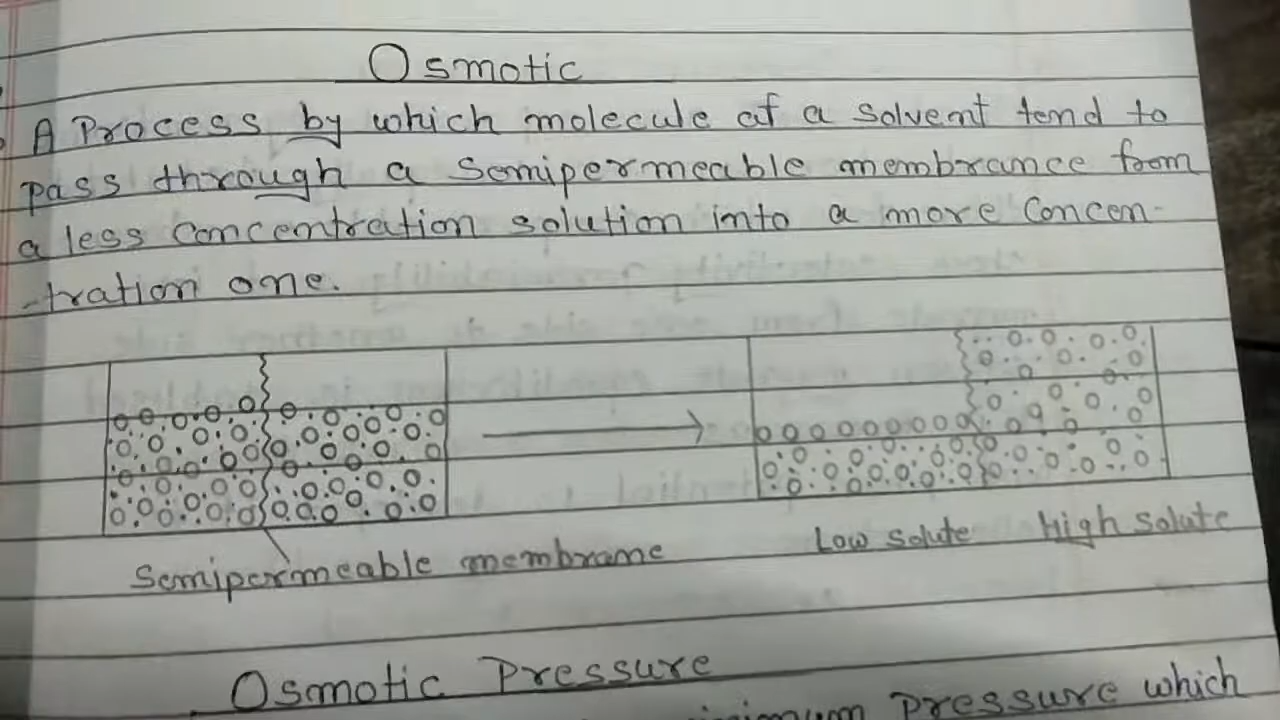 Osmotic
A Process by which molecule of a solvent tend to
pass through a semipermeable membrance from
a less concentration solution into a more concen-
-tration one.
Low solute High solute
Semipermeable membrame
Osmotic Pressure
Pressure which